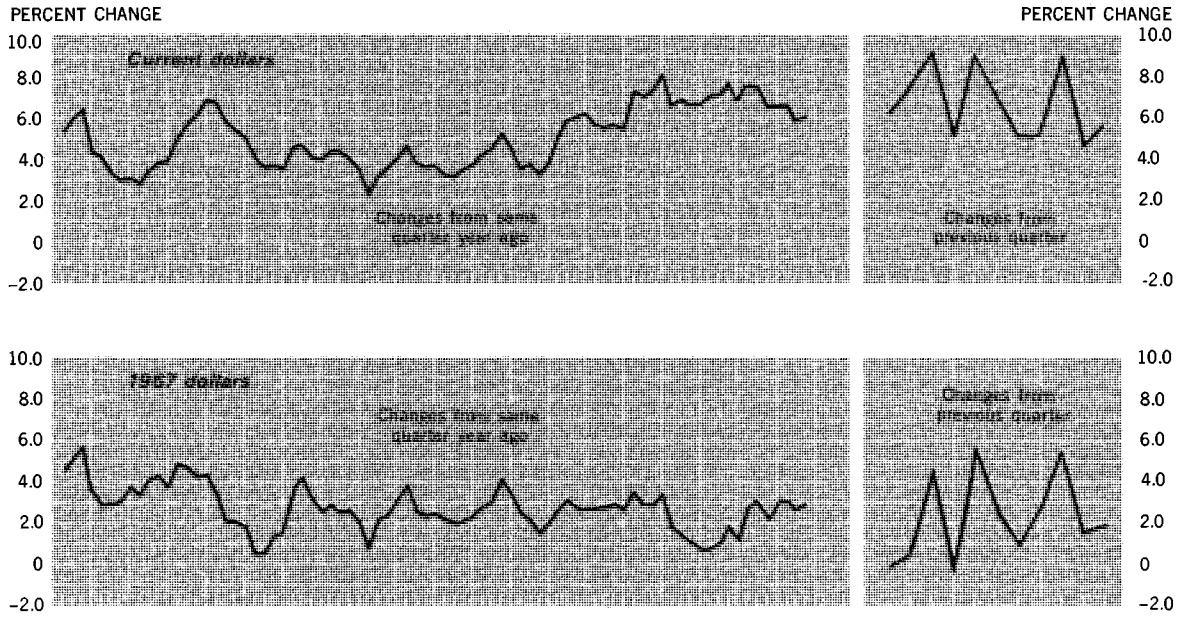 PERCENT CHANGE
PERCENT CHANGE
10.0
8.0
6.0
4.0
2.0
0
−2.0
Current dollars
Changes from same
quarter year ago
Changes from
previous quarter
10.0
8.0
6.0
4.0
2.0
0
-2.0
10.0
8.0
6.0
4.0
2.0
0
−2.0
1967 dollars
Changes from same
quarter year ago
Changes from
previous quarter
10.0
8.0
6.0
4.0
2.0
0
−2.0